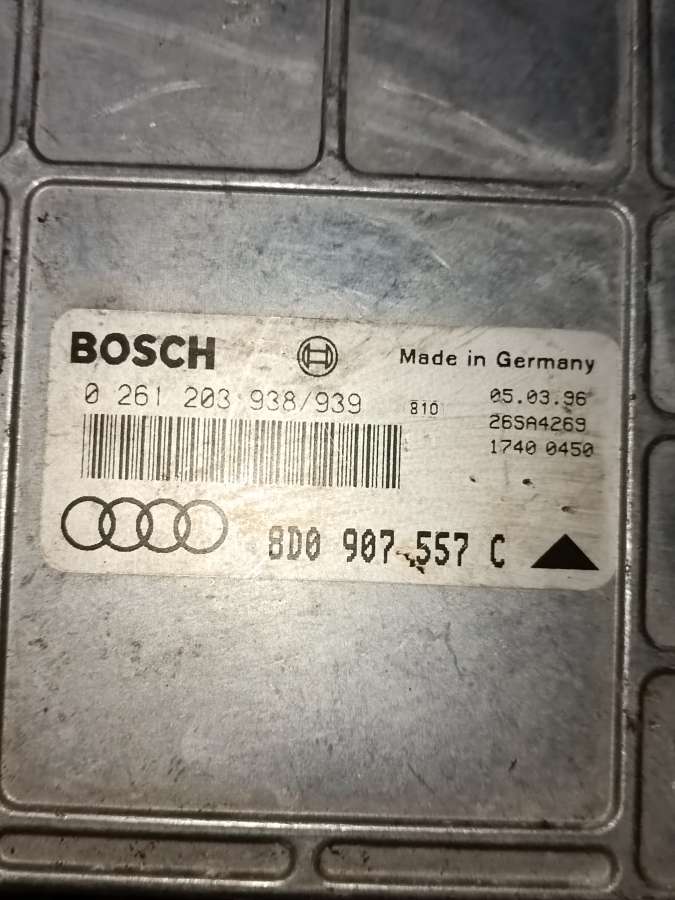 BOSCH
Made in Germany
0 261 203 938/939
810
05.03.96
26SA4269
1740 0450
8D0 907 557 C